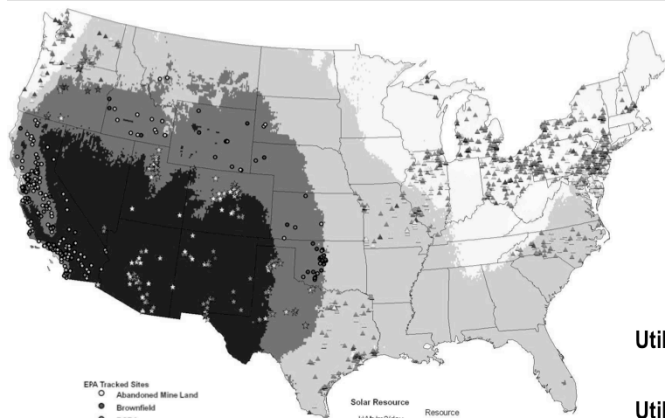 EPA Tracked Sites
Abandoned Mine Land
Brownfield
Solar Resource
Resource
Util
Util